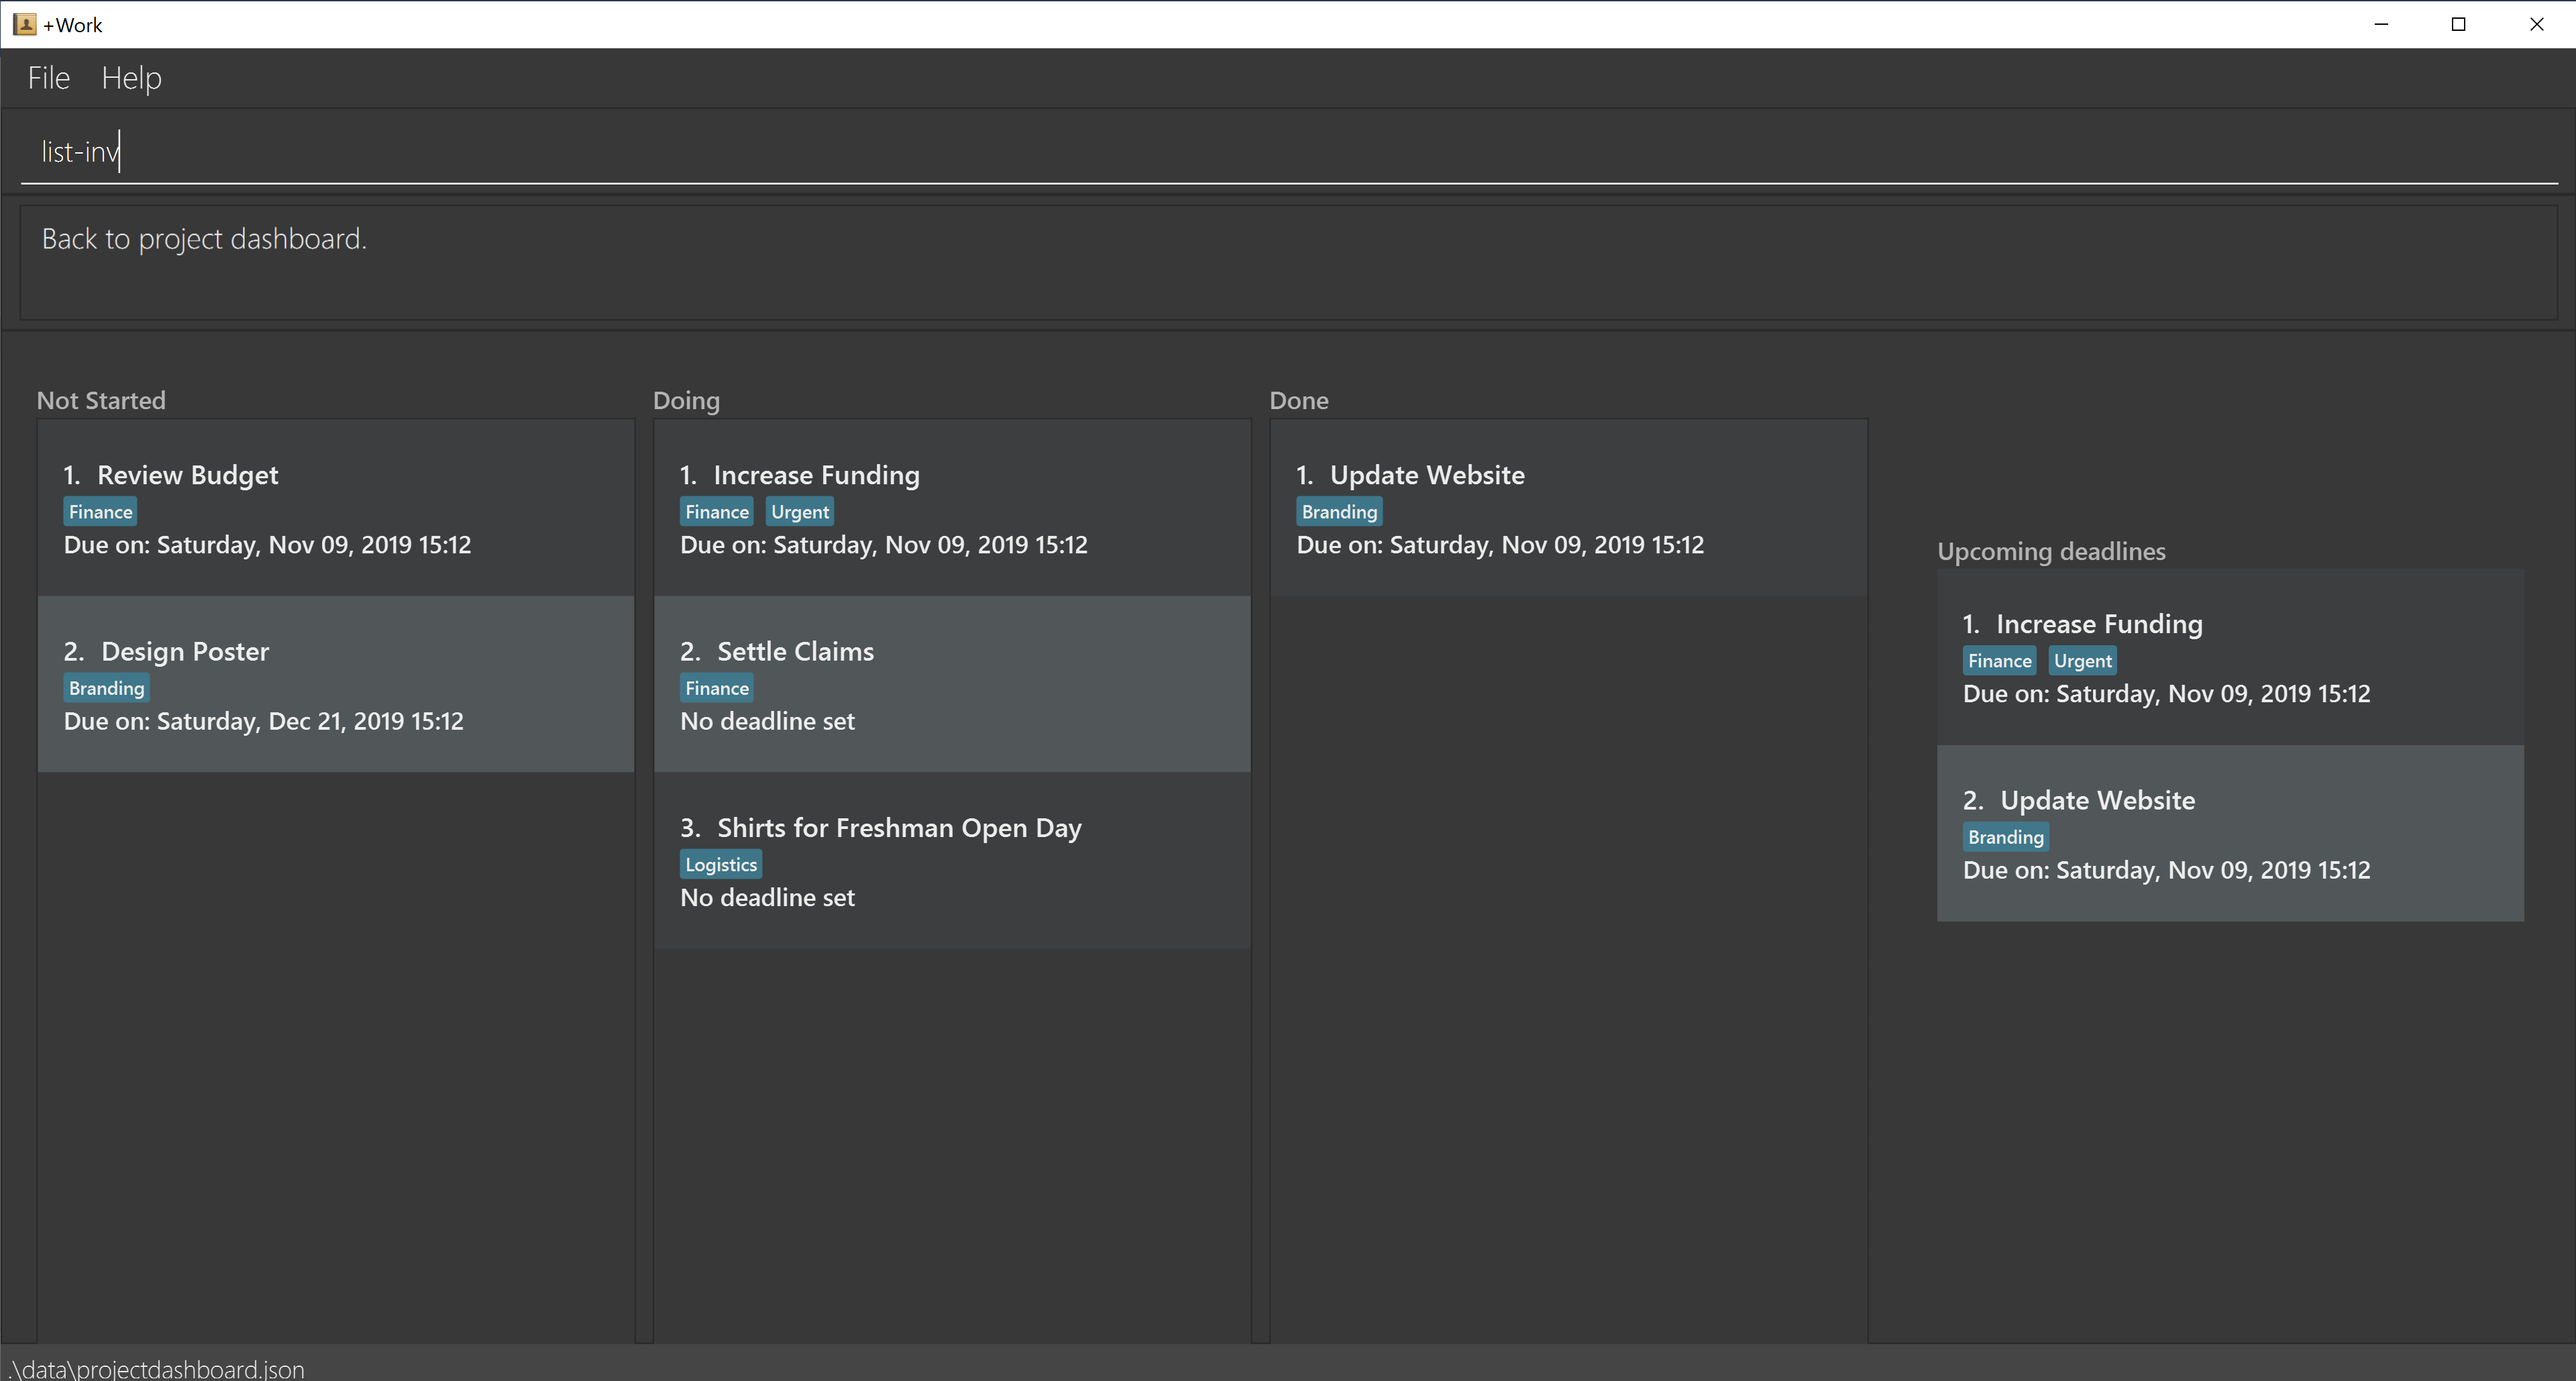 +Work
File Help
list-inv
Back to project dashboard.
Not Started
1. Review Budget
Finance
Due on: Saturday, Nov 09, 2019 15:12
2. Design Poster
Branding
Due on: Saturday, Dec 21, 2019 15:12
Doing
1. Increase Funding
Finance Urgent
Due on: Saturday, Nov 09, 2019 15:12
2. Settle Claims
Finance
No deadline set
3. Shirts for Freshman Open Day
Logistics
No deadline set
Done
1. Update Website
Branding
Due on: Saturday, Nov 09, 2019 15:12
Upcoming deadlines
1. Increase Funding
Finance Urgent
Due on: Saturday, Nov 09, 2019 15:12
2. Update Website
Branding
Due on: Saturday, Nov 09, 2019 15:12
.\data\projectdashboard.json